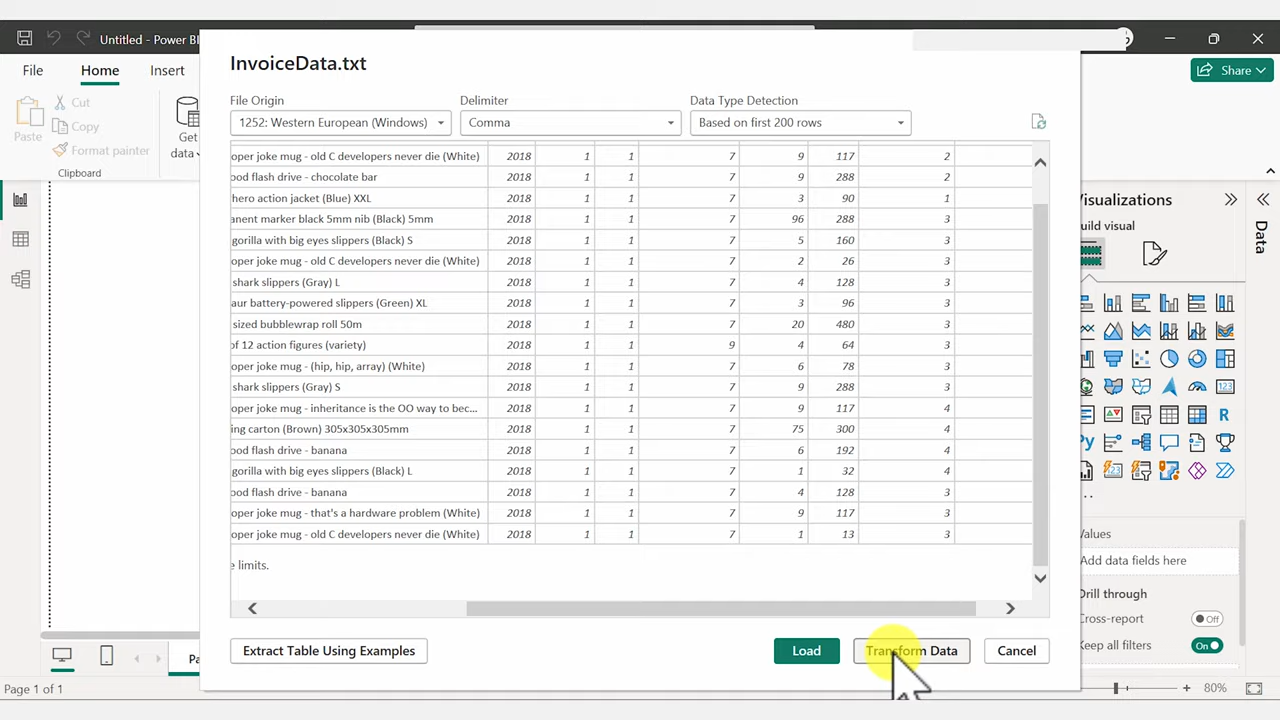 Untitled - Power BI
File
Home
Insert
Share
Paste
Cut
Copy
Format painter
Clipboard
Get
data
InvoiceData.txt
File Origin
Delimiter
Data Type Detection
1252: Western European (Windows)
Comma
Based on first 200 rows
oper joke mug - old C developers never die (White) 2018 1 1 7 9 117 2
ood flash drive - chocolate bar 2018 1 1 7 9 288 2
hero action jacket (Blue) XXL 2018 1 1 7 3 90 1
anent marker black 5mm nib (Black) 5mm 2018 1 1 7 96 288 3
gorilla with big eyes slippers (Black) S 2018 1 1 7 5 160 3
oper joke mug - old C developers never die (White) 2018 1 1 7 2 26 3
shark slippers (Gray) L 2018 1 1 7 4 128 3
aur battery-powered slippers (Green) XL 2018 1 1 7 3 96 3
sized bubblewrap roll 50m 2018 1 1 7 20 480 3
of 12 action figures (variety) 2018 1 1 9 4 64 3
oper joke mug - (hip, hip, array) (White) 2018 1 1 7 6 78 3
shark slippers (Gray) S 2018 1 1 7 9 288 3
oper joke mug - inheritance is the OO way to bec... 2018 1 1 7 9 117 4
ing carton (Brown) 305x305x305mm 2018 1 1 7 75 300 4
ood flash drive - banana 2018 1 1 7 6 192 4
gorilla with big eyes slippers (Black) L 2018 1 1 7 1 32 4
ood flash drive - banana 2018 1 1 7 4 128 3
oper joke mug - that's a hardware problem (White) 2018 1 1 7 9 117 3
oper joke mug - old C developers never die (White) 2018 1 1 7 1 13 3
e limits.
Extract Table Using Examples
Load
Transform Data
Cancel
isualizations
uild visual
Data
123
R
Py
alues
Add data fields here
Drill through
Cross-report
Off
Keep all filters
On
Pa
Page 1 of 1
80%